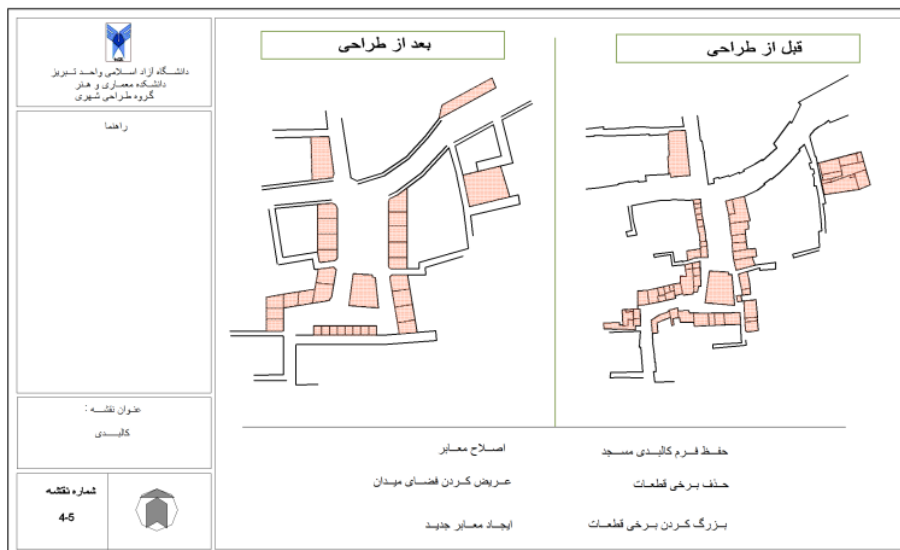 قبل از طراحی
بعد از طراحی
دانشگاه آزاد اسلامی واحد تبریز
دانشکده معماری و هنر
گروه طراحی شهری
راهنما
عنوان نقشه :
کالبدی
شماره نقشه
4-5
حفظ فرم کالبدی مسجد
حذف برخی قطعات
بزرگ کردن برخی قطعات
اصلاح معابر
عریض کردن فضای میدان
ایجاد معابر جدید